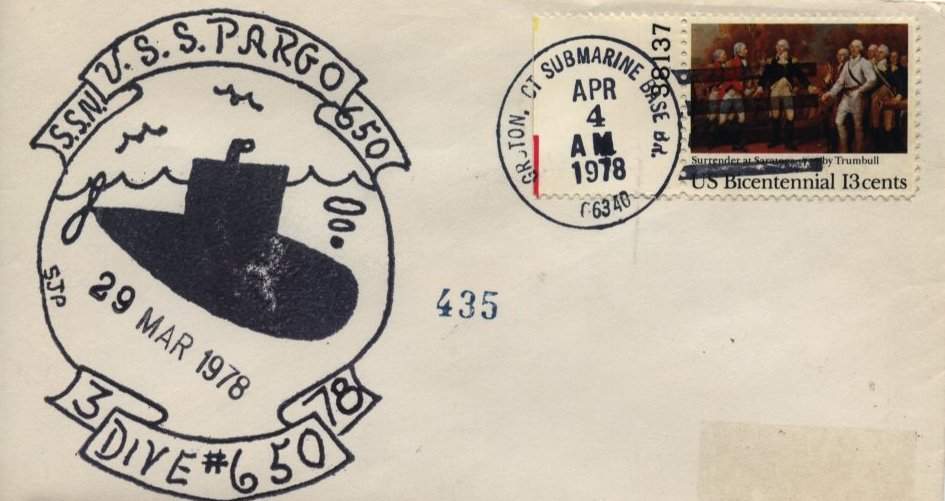 U.S.S. PARGO
S.S.N. 650
SJP
29 MAR 1978
3 78
DIVE #650
435
GROTON, CT SUBMARINE BASE Br.
APR
4
AM
1978
06340
38137
Surrender at Saratoga by Trumbull
US Bicentennial 13cents